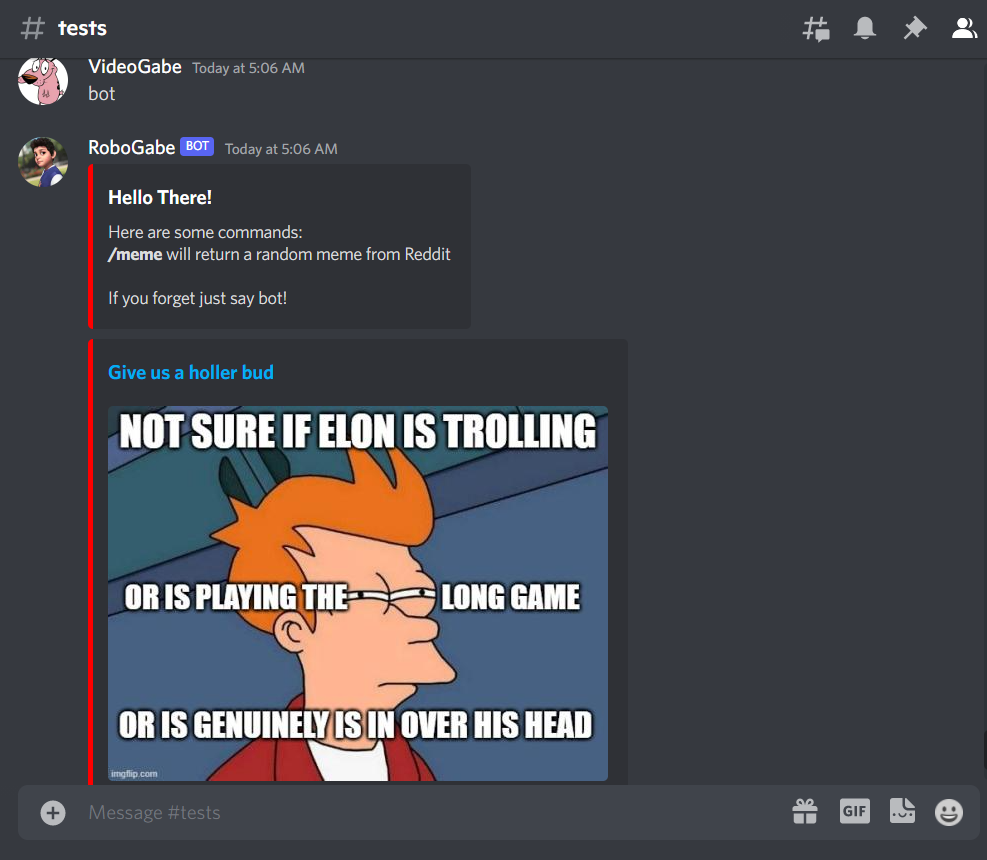 tests
VideoGabe Today at 5:06 AM
bot
RoboGabe BOT Today at 5:06 AM
Hello There!
Here are some commands:
/meme will return a random meme from Reddit
If you forget just say bot!
Give us a holler bud
NOT SURE IF ELON IS TROLLING
OR IS PLAYING THE LONG GAME
OR IS GENUINELY IS IN OVER HIS HEAD
imgflip.com
Message #tests
GIF